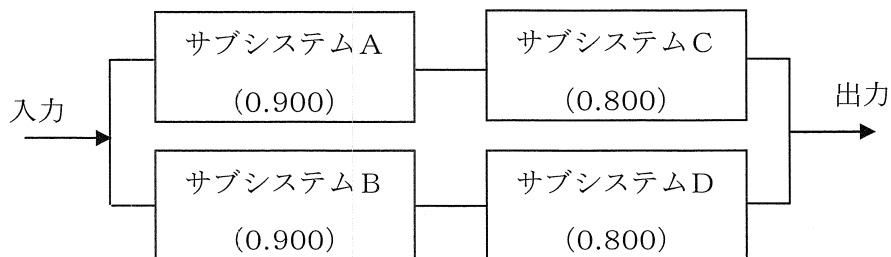 サブシステムA
(0.900)
サブシステムC
(0.800)
入力
出力
サブシステムB
(0.900)
サブシステムD
(0.800)